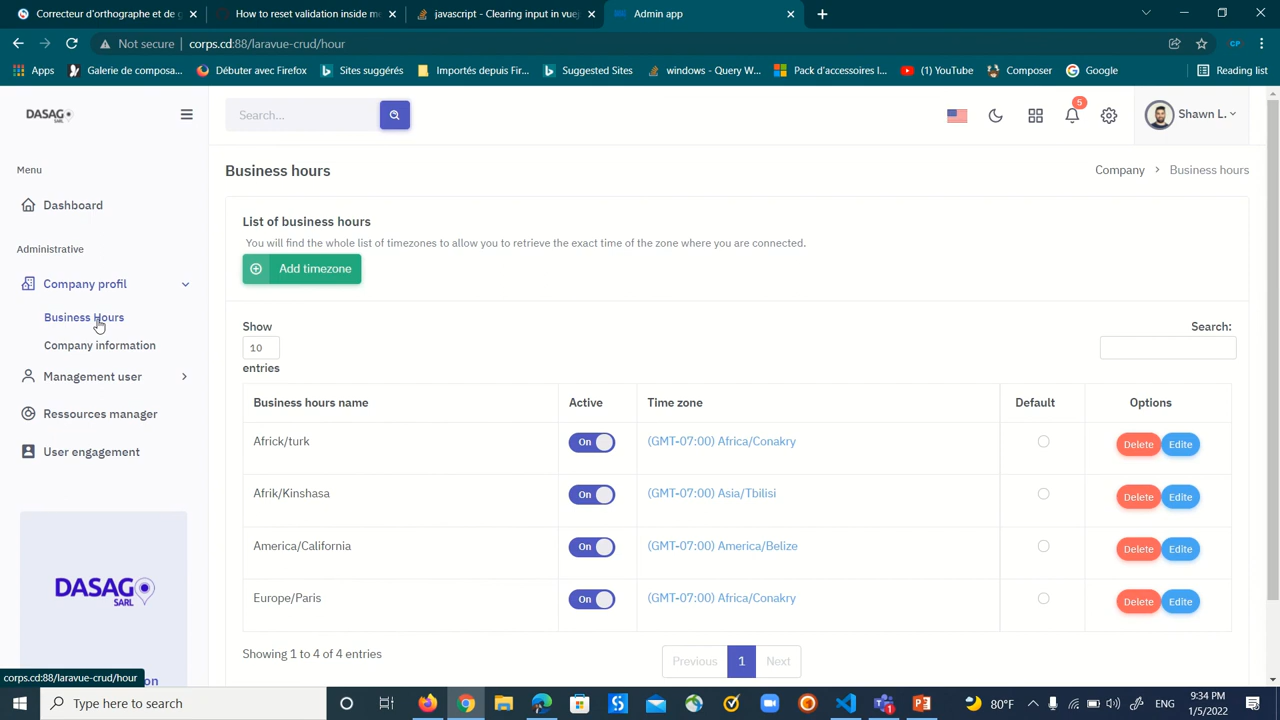 Correcteur d'orthographe et de g
How to reset validation inside m
javascript - Clearing input in vuej
Admin app
Not secure
corps.cd:88/laravue-crud/hour
CP
Apps
Galerie de composa...
Débuter avec Firefox
Sites suggérés
Importés depuis Fir...
Suggested Sites
windows - Query W...
Pack d'accessoires l...
(1) YouTube
Composer
Google
Reading list
DASAG
SARL
Search...
5
Shawn L.
Menu
Business hours
Company > Business hours
Dashboard
Administrative
Company profil
Business Hours
Company information
Management user
Ressources manager
User engagement
List of business hours
You will find the whole list of timezones to allow you to retrieve the exact time of the zone where you are connected.
Add timezone
Show
10
entries
Search:
Business hours name Active Time zone Default Options
Africk/turk On (GMT-07:00) Africa/Conakry Delete Edite
Afrik/Kinshasa On (GMT-07:00) Asia/Tbilisi Delete Edite
America/California On (GMT-07:00) America/Belize Delete Edite
Europe/Paris On (GMT-07:00) Africa/Conakry Delete Edite
Showing 1 to 4 of 4 entries
Previous 1 Next
DASAG
SARL
corps.cd:88/laravue-crud/hour
Type here to search
1
80°F
9:34 PM
1/5/2022